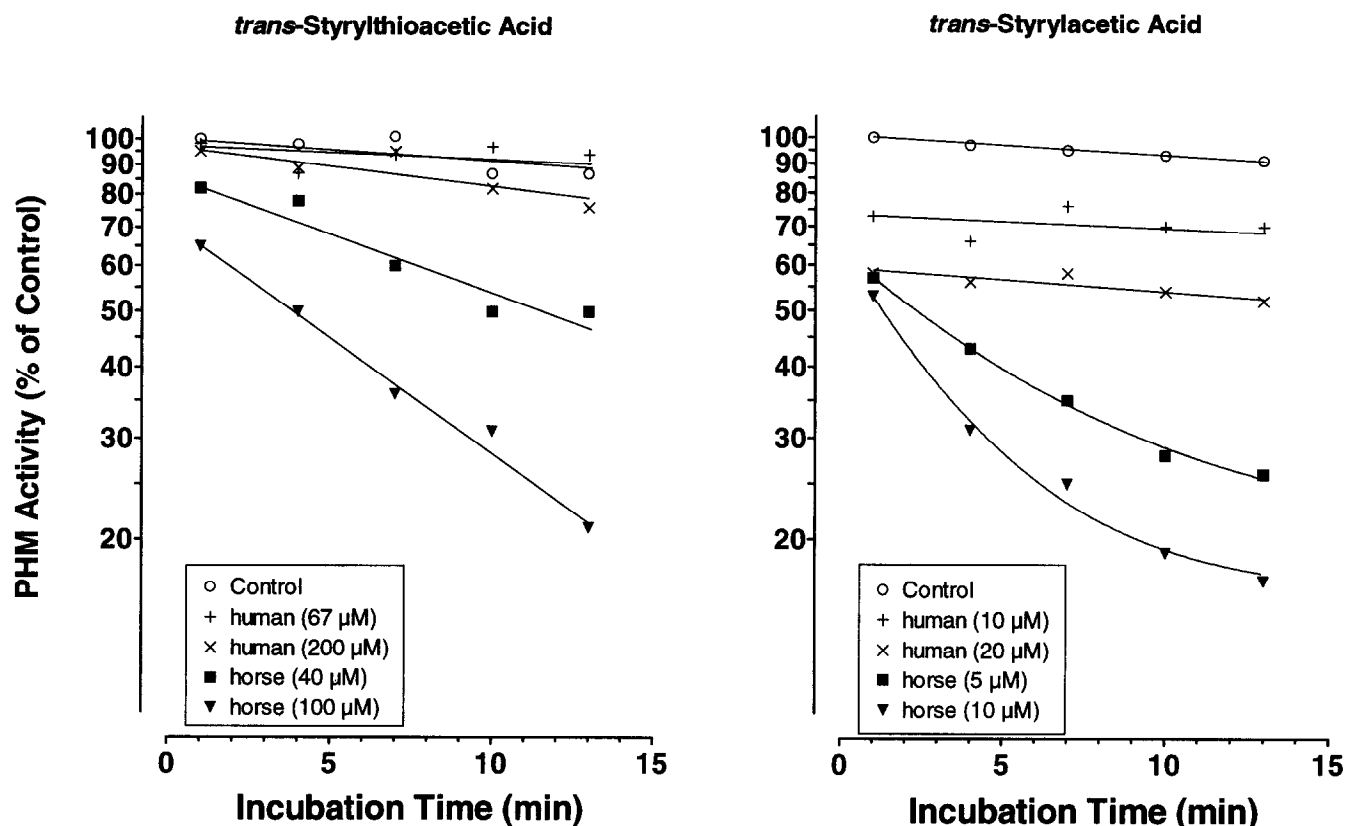 trans-Styrylthioacetic Acid
trans-Styrylacetic Acid
PHM Activity (% of Control)
100
90
80
70
60
50
40
30
20
Control
human (67 µM)
human (200 µM)
horse (40 µM)
horse (100 µM)
0
5
10
15
Incubation Time (min)
100
90
80
70
60
50
40
30
20
Control
human (10 µM)
human (20 µM)
horse (5 µM)
horse (10 µM)
0
5
10
15
Incubation Time (min)